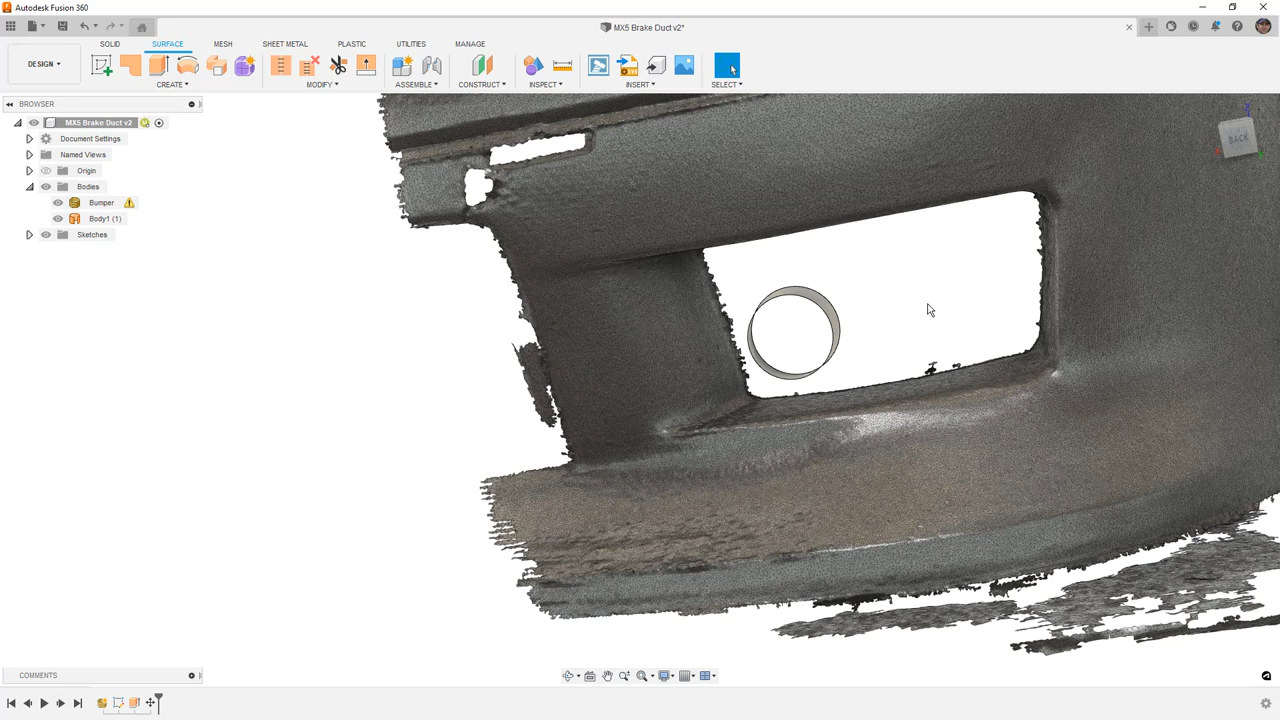 Autodesk Fusion 360
MX5 Brake Duct v2*
SOLID SURFACE MESH SHEET METAL PLASTIC UTILITIES MANAGE
DESIGN
CREATE MODIFY ASSEMBLE CONSTRUCT INSPECT INSERT SELECT
BROWSER
MX5 Brake Duct v2
Document Settings
Named Views
Origin
Bodies
Bumper
Body1 (1)
Sketches
BACK
COMMENTS